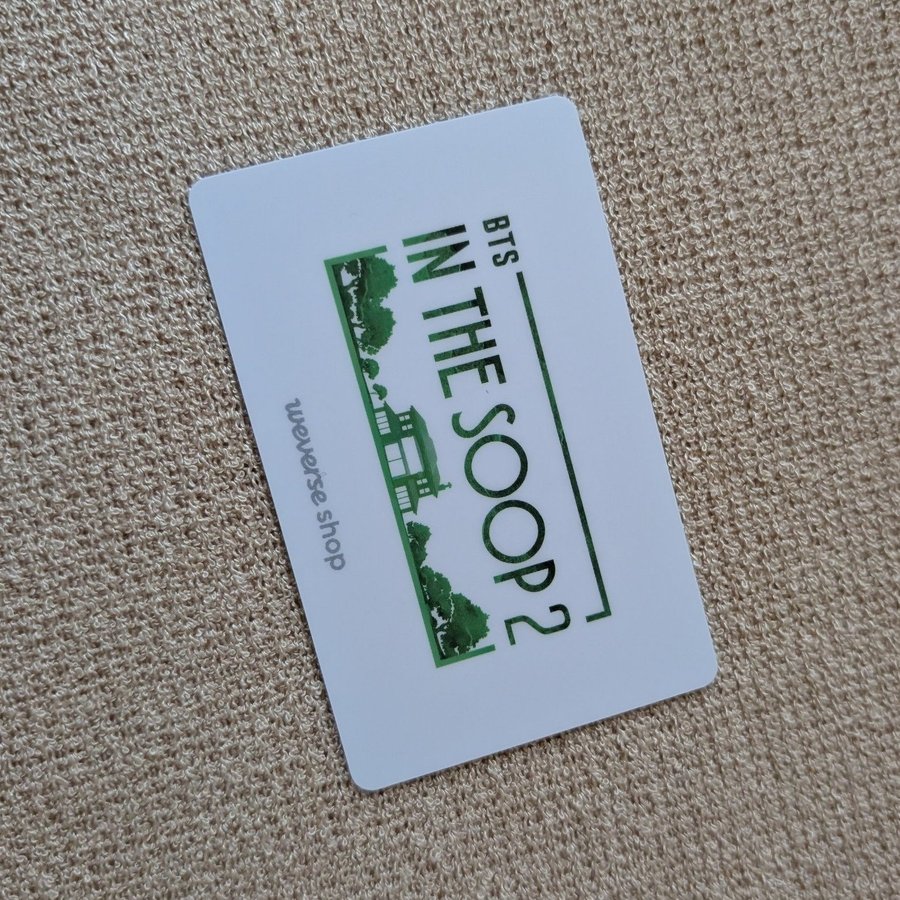 BTS
IN THE SOOP 2
weverse shop